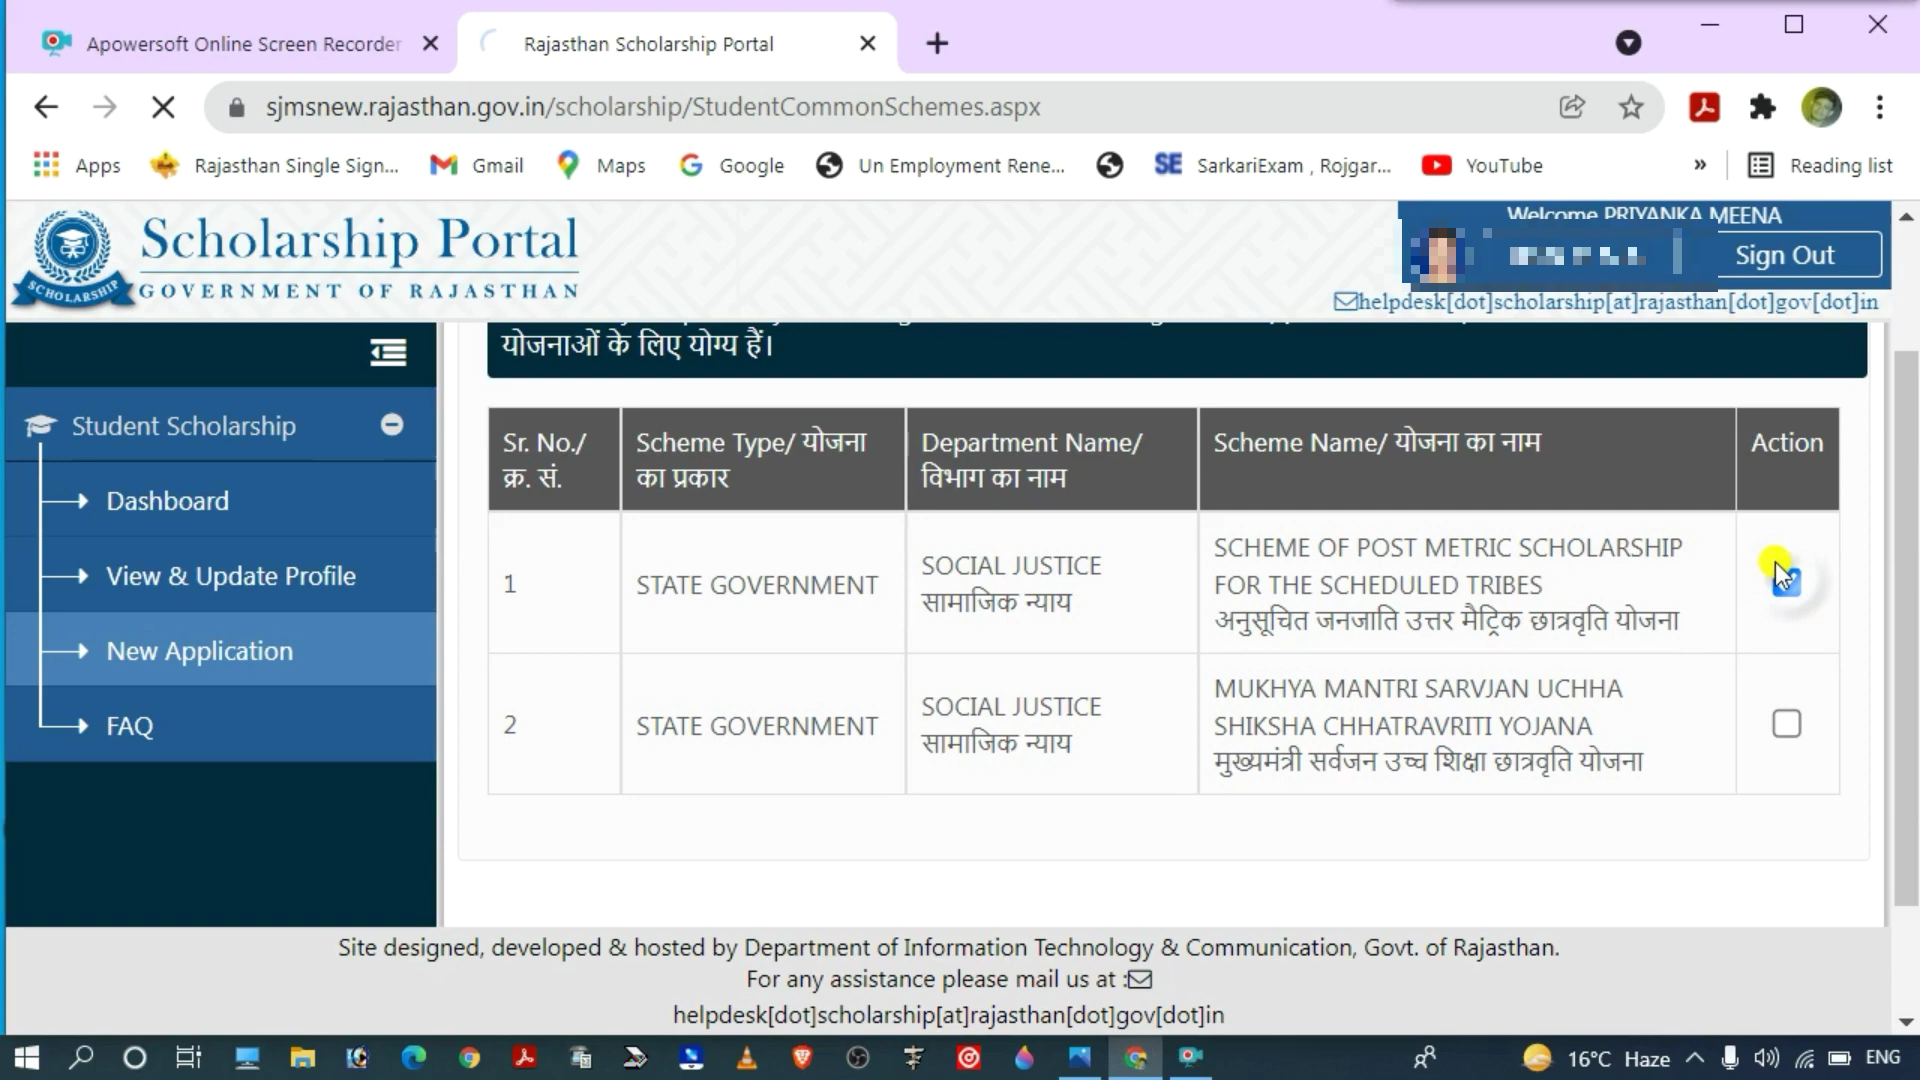 Apowersoft Online Screen Recorder
Rajasthan Scholarship Portal
sjmsnew.rajasthan.gov.in/scholarship/StudentCommonSchemes.aspx
Apps
Rajasthan Single Sign...
Gmail
Maps
Google
Un Employment Rene...
SE
SarkariExam , Rojgar...
YouTube
»
Reading list
SCHOLARSHIP
Scholarship Portal
GOVERNMENT OF RAJASTHAN
Welcome PRIYANKA MEENA
Sign Out
helpdesk[dot]scholarship[at]rajasthan[dot]gov[dot]in
योजनाओं के लिए योग्य हैं।
Student Scholarship
Dashboard
View & Update Profile
New Application
FAQ
Sr. No./
क्र. सं.
Scheme Type/ योजना
का प्रकार
Department Name/
विभाग का नाम
Scheme Name/ योजना का नाम
Action
1
STATE GOVERNMENT
SOCIAL JUSTICE
सामाजिक न्याय
SCHEME OF POST METRIC SCHOLARSHIP
FOR THE SCHEDULED TRIBES
अनुसूचित जनजाति उत्तर मैट्रिक छात्रवृति योजना
2
STATE GOVERNMENT
SOCIAL JUSTICE
सामाजिक न्याय
MUKHYA MANTRI SARVJAN UCHHA
SHIKSHA CHHATRAVRITI YOJANA
मुख्यमंत्री सर्वजन उच्च शिक्षा छात्रवृति योजना
Site designed, developed & hosted by Department of Information Technology & Communication, Govt. of Rajasthan.
For any assistance please mail us at :
helpdesk[dot]scholarship[at]rajasthan[dot]gov[dot]in
16°C Haze
ENG